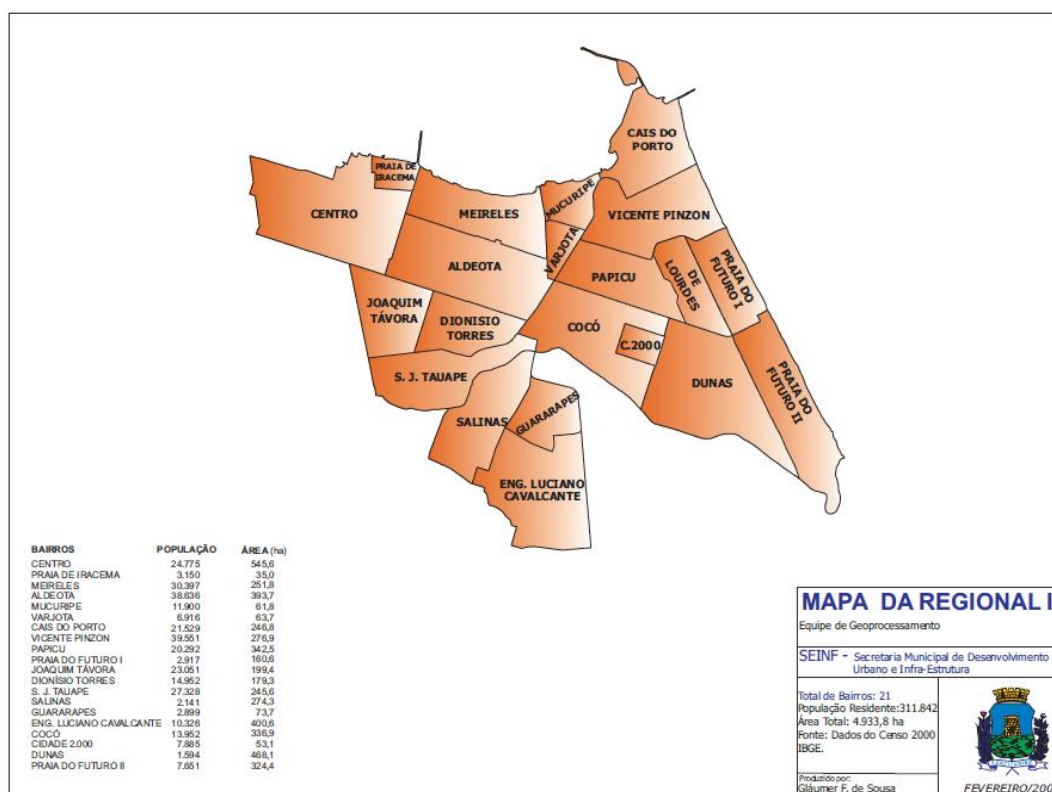 CAIS DO
PORTO
PRAIA DE
IRACEMA
CENTRO
MEIRELES
MUCURIPE
VICENTE PINZON
VARJOTA
ALDEOTA
PAPICU
DE
LOURDES
PRAIA DO
FUTURO I
JOAQUIM
TÁVORA
DIONISIO
TORRES
COCÓ
C.2000
S. J. TAUAPE
DUNAS
PRAIA DO
FUTURO II
SALINAS
GUARARAPES
ENG. LUCIANO
CAVALCANTE
BAIRROS POPULAÇÃO ÁREA (ha)
CENTRO 24.775 545,6
PRAIA DE IRACEMA 3.150 35,0
MEIRELES 30.397 251,8
ALDEOTA 38.636 393,7
MUCURIPE 11.900 61,8
VARJOTA 6.916 63,7
CAIS DO PORTO 21.529 246,8
VICENTE PINZON 39.551 276,9
PAPICU 20.292 342,5
PRAIA DO FUTURO I 2.917 160,6
JOAQUIM TÁVORA 23.051 199,4
DIONÍSIO TORRES 14.952 179,3
S. J. TAUAPE 27.328 245,6
SALINAS 2.141 274,3
GUARARAPES 2.899 73,7
ENG. LUCIANO CAVALCANTE 10.326 400,6
COCÓ 13.952 336,9
CIDADE 2.000 7.885 53,1
DUNAS 1.594 468,1
PRAIA DO FUTURO II 7.651 324,4
MAPA DA REGIONAL I
Equipe de Geoprocessamento
SEINF - Secretaria Municipal de Desenvolvimento
Urbano e Infra-Estrutura
Total de Bairros: 21
População Residente:311.842
Área Total: 4.933,8 ha
Fonte: Dados do Censo 2000
IBGE.
Produzido por:
Gláumer F. de Sousa
FEVEREIRO/200